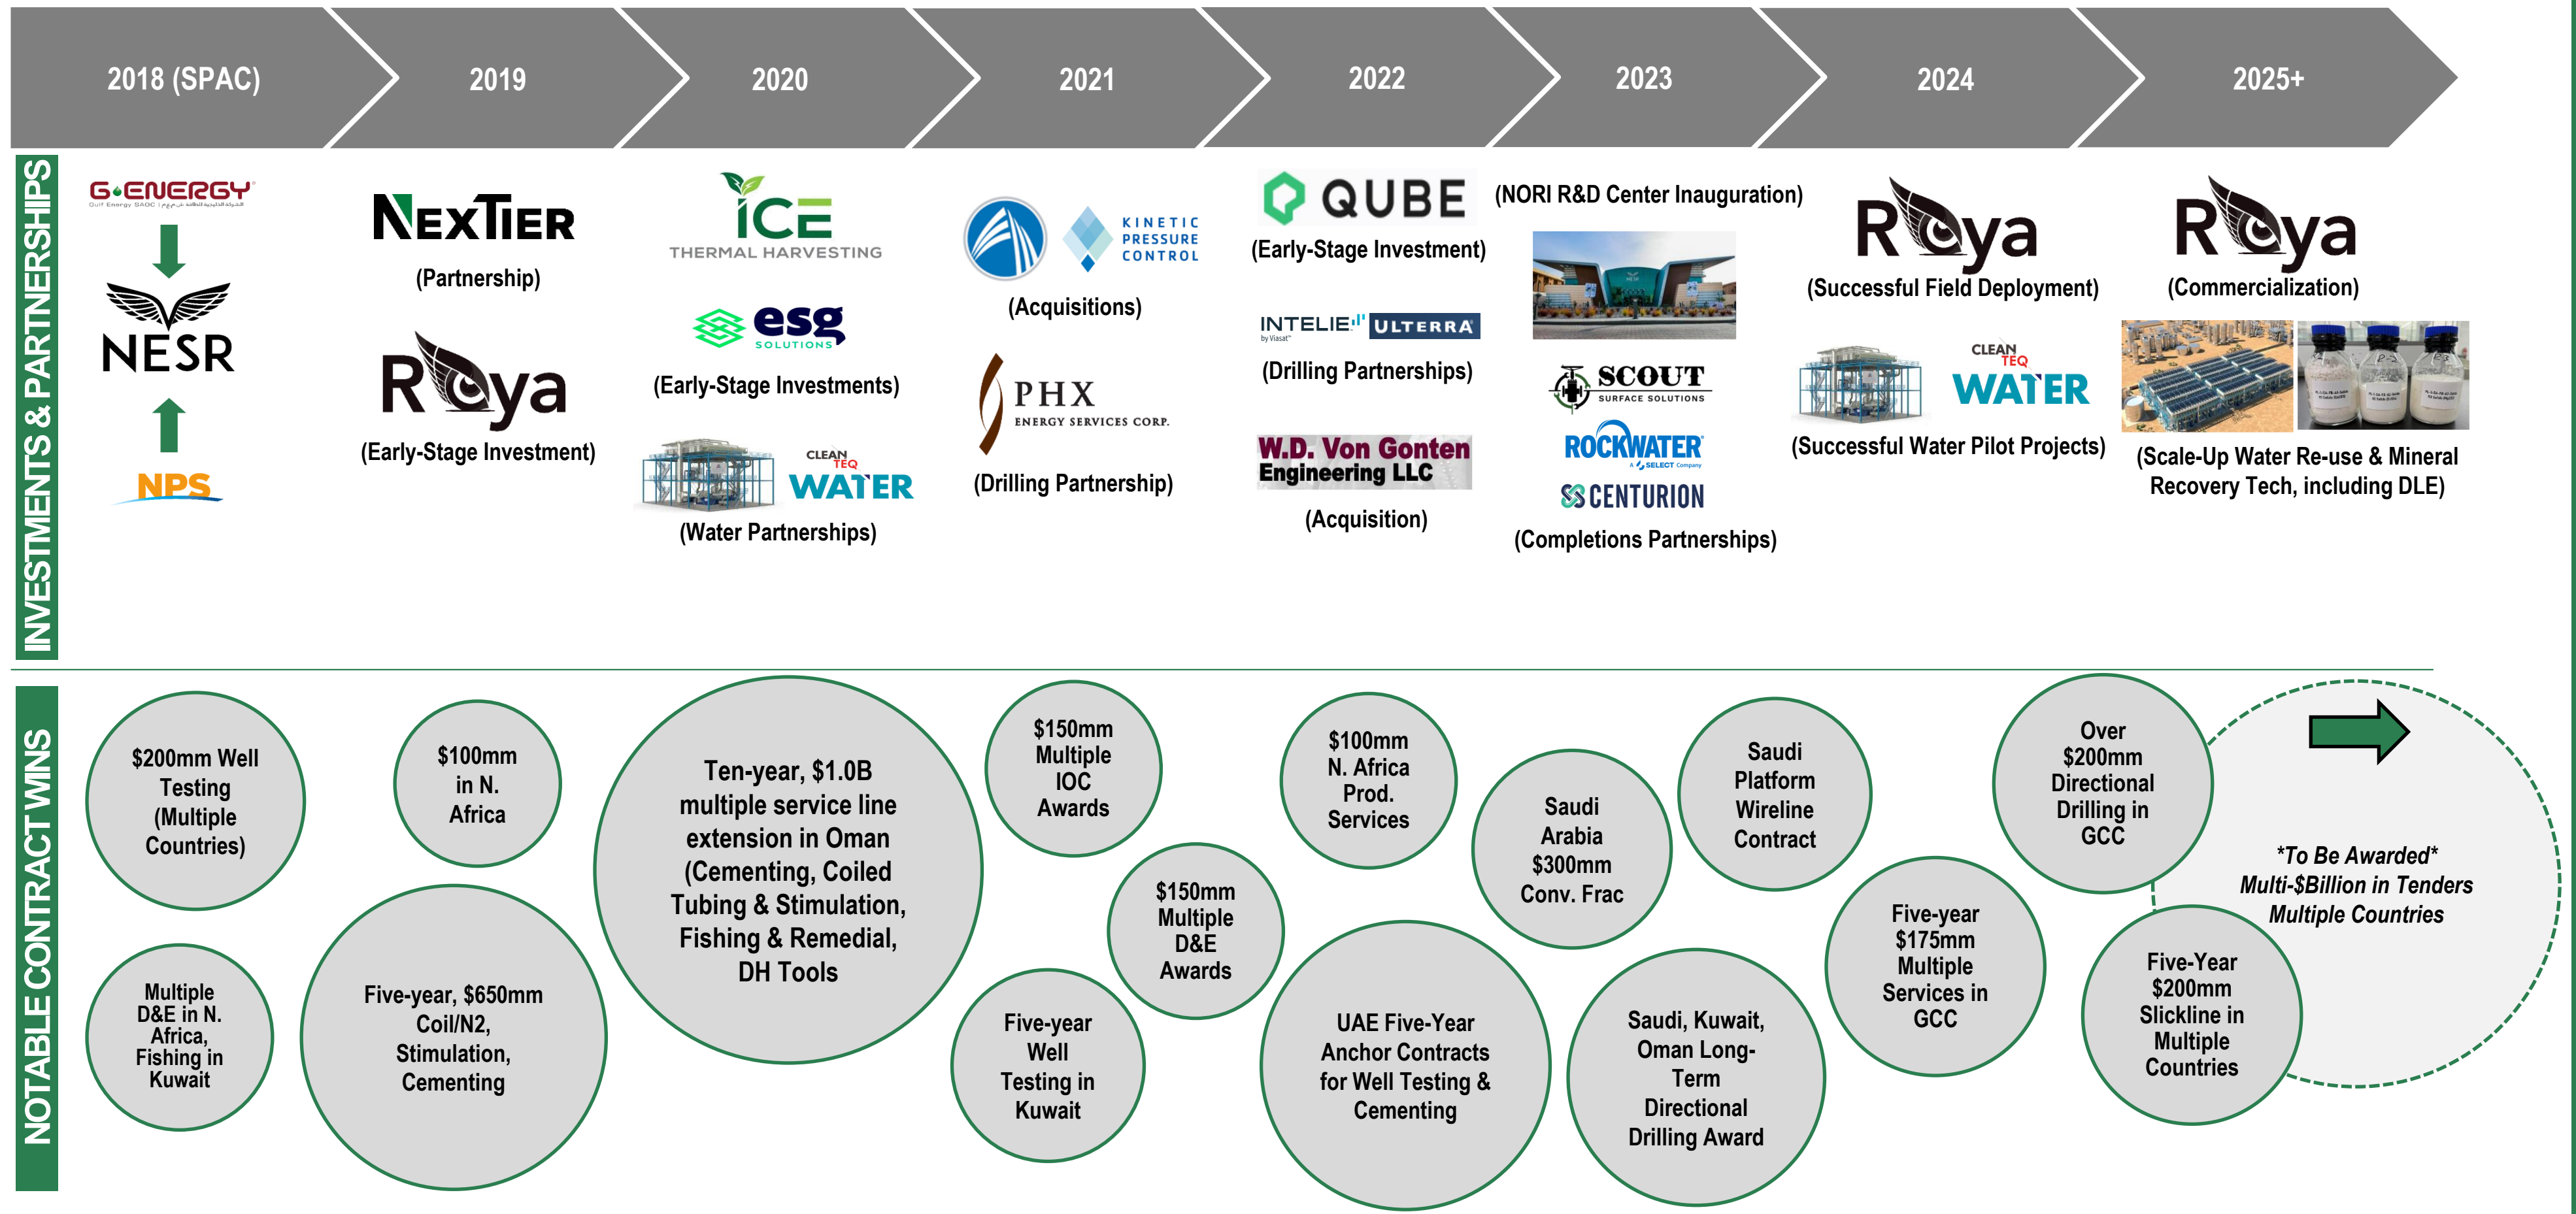 2018 (SPAC)
2019
2020
2021
2022
2023
2024
2025+
INVESTMENTS & PARTNERSHIPS
G ENERGY
Gulf Energy SAOC
NESR
NPS
NEXTIER
(Partnership)
Roya
(Early-Stage Investment)
ICE
THERMAL HARVESTING
esg
SOLUTIONS
(Early-Stage Investments)
CLEAN
TEQ
WATER
(Water Partnerships)
KINETIC
PRESSURE
CONTROL
(Acquisitions)
PHX
ENERGY SERVICES CORP.
(Drilling Partnership)
QUBE
(Early-Stage Investment)
INTELIE
by Viasat
ULTERRA
(Drilling Partnerships)
W.D. Von Gonten
Engineering LLC
(Acquisition)
(NORI R&D Center Inauguration)
NESR
SCOUT
SURFACE SOLUTIONS
ROCKWATER
A SELECT Company
CENTURION
(Completions Partnerships)
Roya
(Successful Field Deployment)
CLEAN
TEQ
WATER
(Successful Water Pilot Projects)
Roya
(Commercialization)
(Scale-Up Water Re-use & Mineral
Recovery Tech, including DLE)
NOTABLE CONTRACT WINS
$200mm Well
Testing
(Multiple
Countries)
Multiple
D&E in N.
Africa,
Fishing in
Kuwait
$100mm
in N.
Africa
Five-year, $650mm
Coil/N2,
Stimulation,
Cementing
Ten-year, $1.0B
multiple service line
extension in Oman
(Cementing, Coiled
Tubing & Stimulation,
Fishing & Remedial,
DH Tools
$150mm
Multiple
IOC
Awards
$150mm
Multiple
D&E
Awards
Five-year
Well
Testing in
Kuwait
$100mm
N. Africa
Prod.
Services
UAE Five-Year
Anchor Contracts
for Well Testing &
Cementing
Saudi
Arabia
$300mm
Conv. Frac
Saudi, Kuwait,
Oman Long-
Term
Directional
Drilling Award
Saudi
Platform
Wireline
Contract
Five-year
$175mm
Multiple
Services in
GCC
Over
$200mm
Directional
Drilling in
GCC
Five-Year
$200mm
Slickline in
Multiple
Countries
*To Be Awarded*
Multi-$Billion in Tenders
Multiple Countries